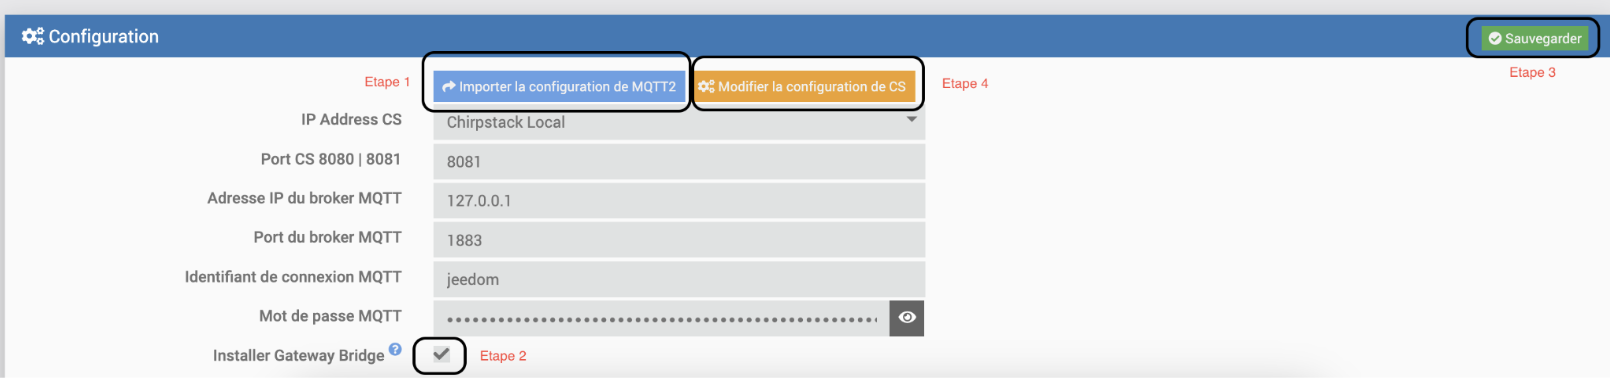 Configuration
Sauvegarder
Etape 3
Etape 1
Importer la configuration de MQTT2
Modifier la configuration de CS
Etape 4
IP Address CS
Chirpstack Local
Port CS 8080 | 8081
8081
Adresse IP du broker MQTT
127.0.0.1
Port du broker MQTT
1883
Identifiant de connexion MQTT
jeedom
Mot de passe MQTT
Installer Gateway Bridge ?
Etape 2